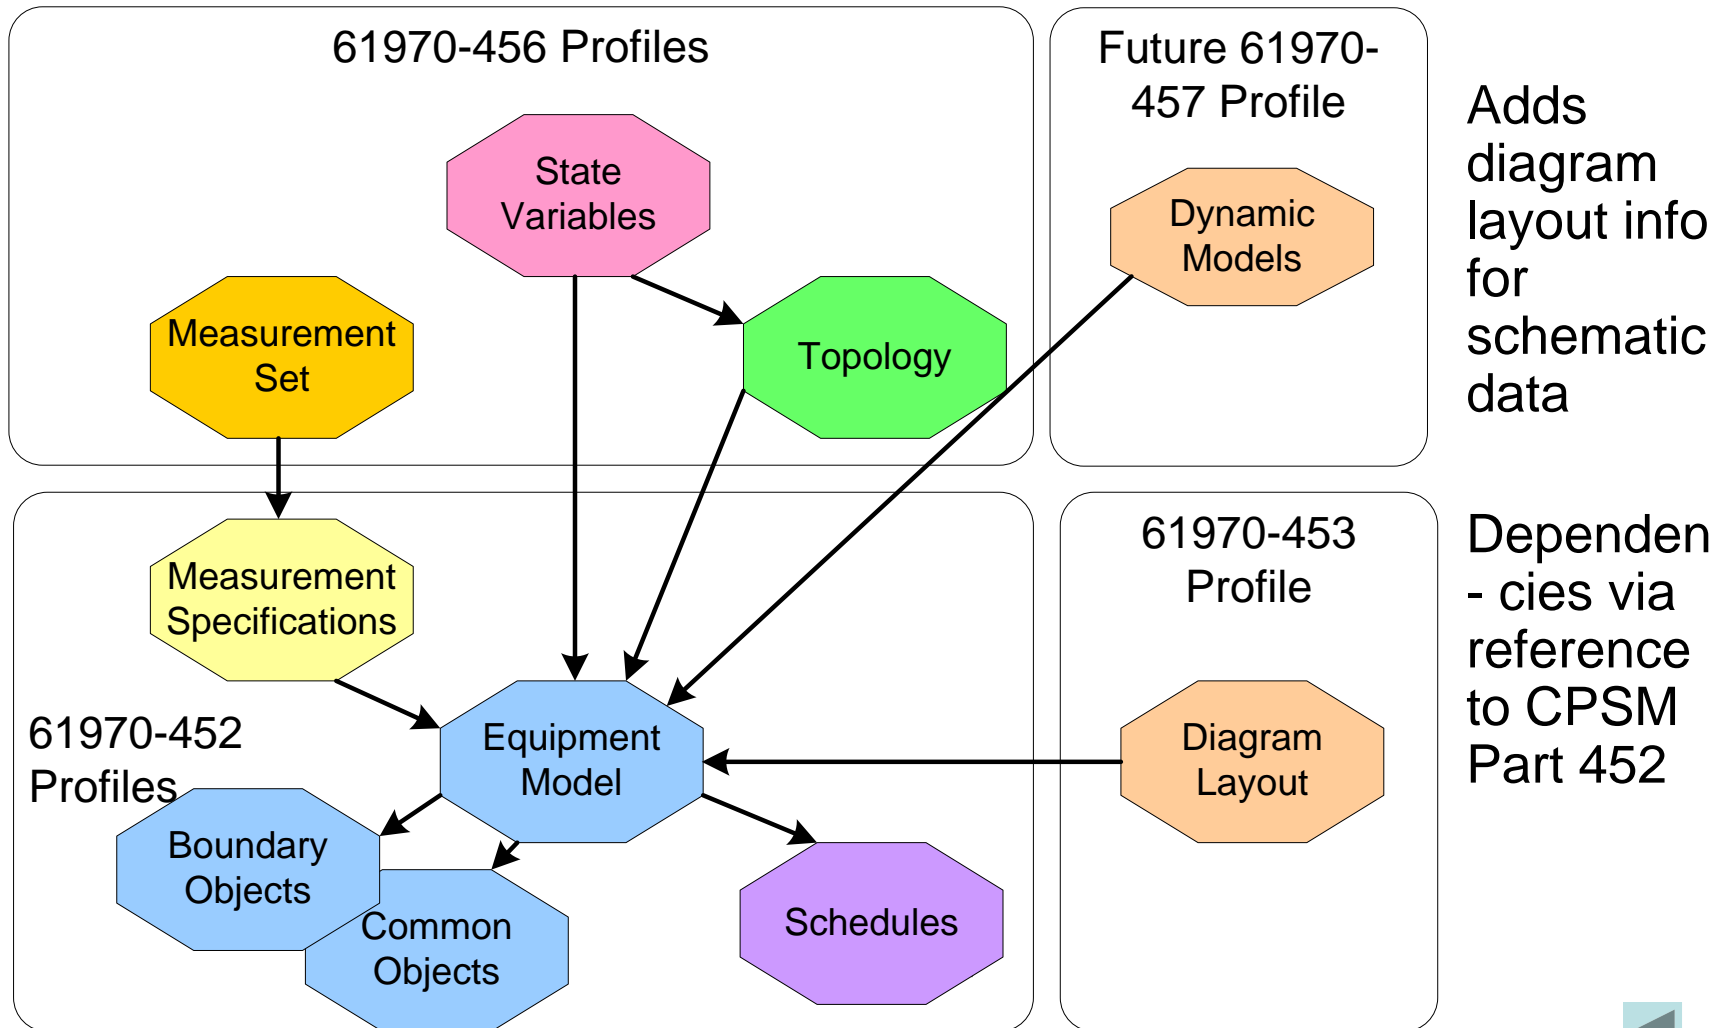 61970-456 Profiles
State
Variables
Measurement
Set
Topology
Future 61970-
457 Profile
Dynamic
Models
Adds
diagram
layout info
for
schematic
data
Measurement
Specifications
61970-452
Profiles
Equipment
Model
Boundary
Objects
Common
Objects
Schedules
61970-453
Profile
Diagram
Layout
Dependen
- cies via
reference
to CPSM
Part 452